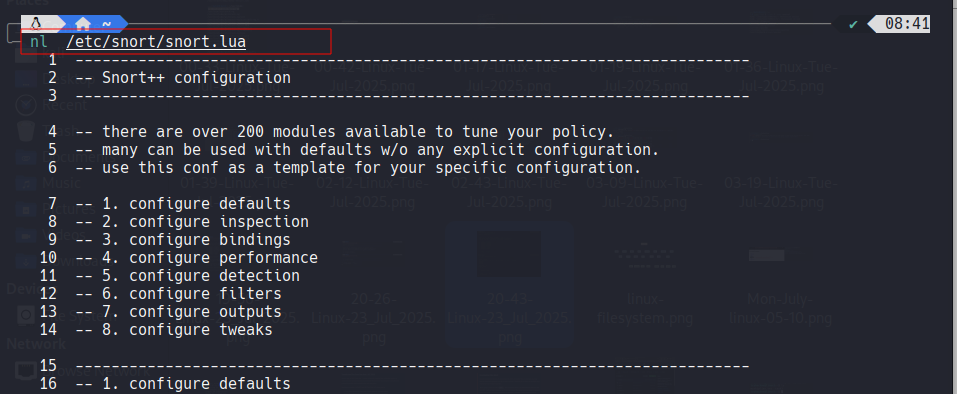 ~ ✔ 08:41
nl /etc/snort/snort.lua
1 ---------------------------------------------------------------------------
2 -- Snort++ configuration
3 ---------------------------------------------------------------------------
4 -- there are over 200 modules available to tune your policy.
5 -- many can be used with defaults w/o any explicit configuration.
6 -- use this conf as a template for your specific configuration.
7 -- 1. configure defaults
8 -- 2. configure inspection
9 -- 3. configure bindings
10 -- 4. configure performance
11 -- 5. configure detection
12 -- 6. configure filters
13 -- 7. configure outputs
14 -- 8. configure tweaks
15 ---------------------------------------------------------------------------
16 -- 1. configure defaults